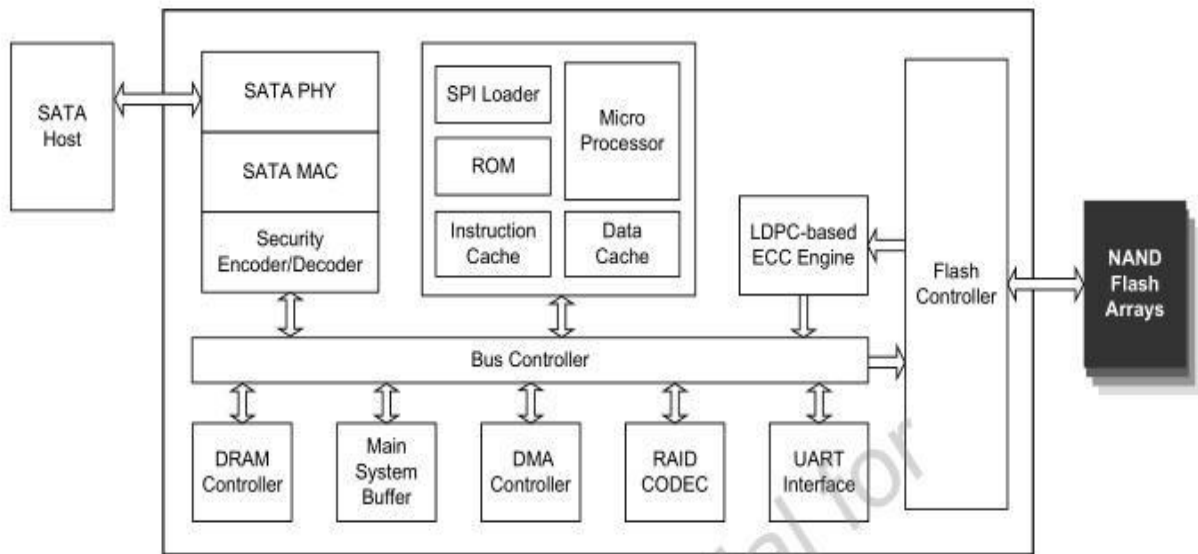 SATA
Host
SATA PHY
SATA MAC
Security
Encoder/Decoder
SPI Loader
ROM
Instruction
Cache
Micro
Processor
Data
Cache
LDPC-based
ECC Engine
Flash
Controller
NAND
Flash
Arrays
Bus Controller
DRAM
Controller
Main
System
Buffer
DMA
Controller
RAID
CODEC
UART
Interface
for